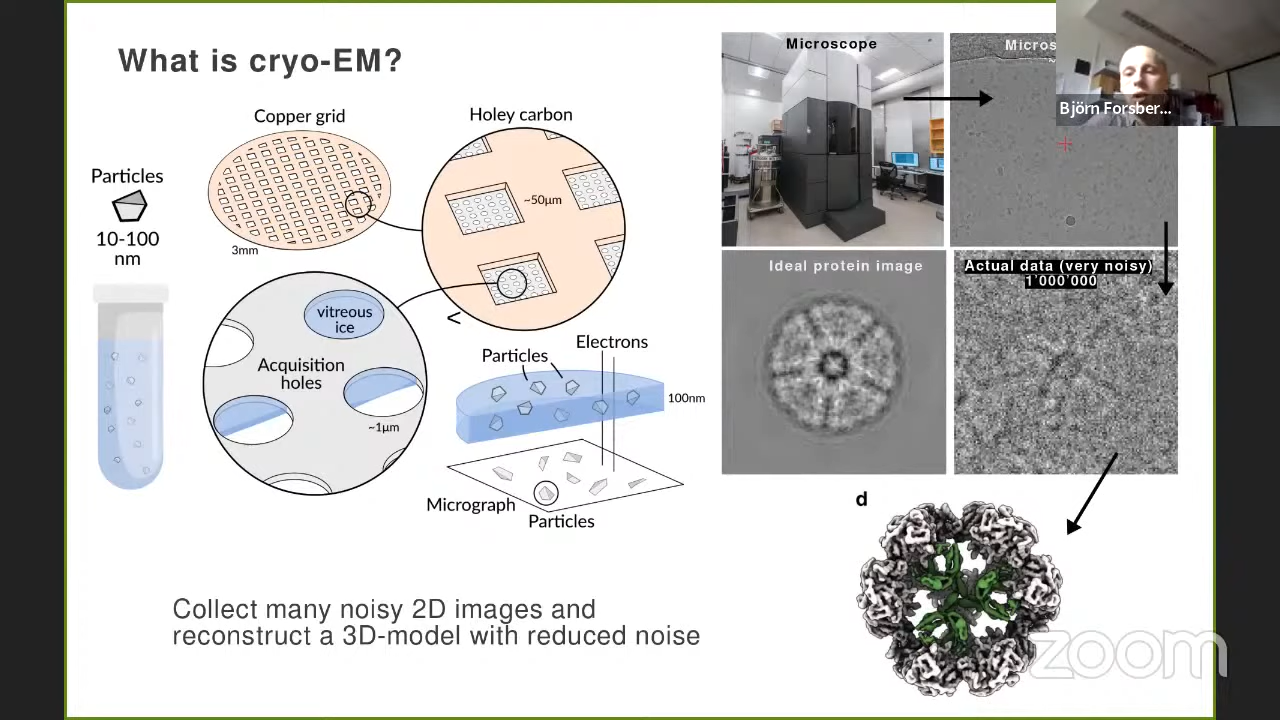 What is cryo-EM?
Particles
10-100
nm
Copper grid
3mm
Holey carbon
~50µm
vitreous
ice
Acquisition
holes
~1µm
<
Particles
Electrons
100nm
Micrograph
Particles
Collect many noisy 2D images and
reconstruct a 3D-model with reduced noise
Microscope
Björn Forsber...
Ideal protein image
Actual data (very noisy)
1'000'000
d
zoom